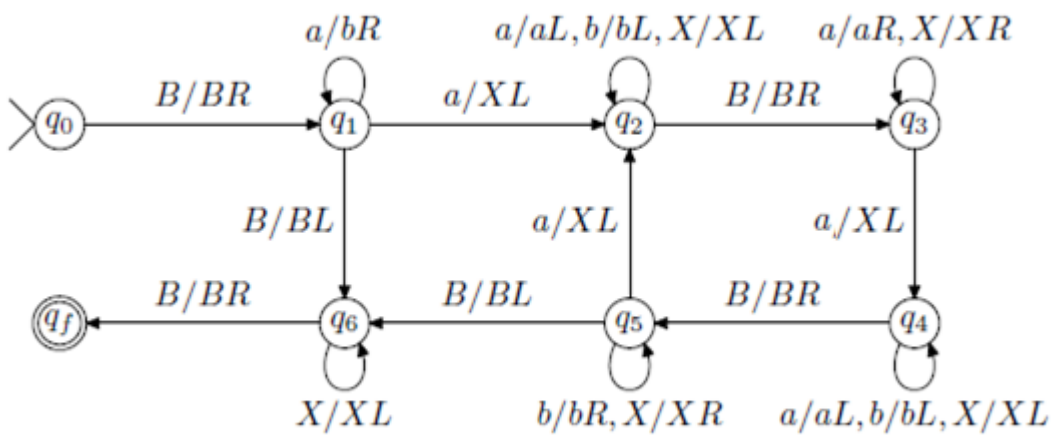 a/bR a/aL, b/bL, X/XL a/aR, X/XR
B/BR a/XL B/BR
q₀ q₁ q₂ q₃
B/BL a/XL a/XL
B/BR B/BL B/BR
q_f q₆ q₅ q₄
X/XL b/bR, X/XR a/aL, b/bL, X/XL